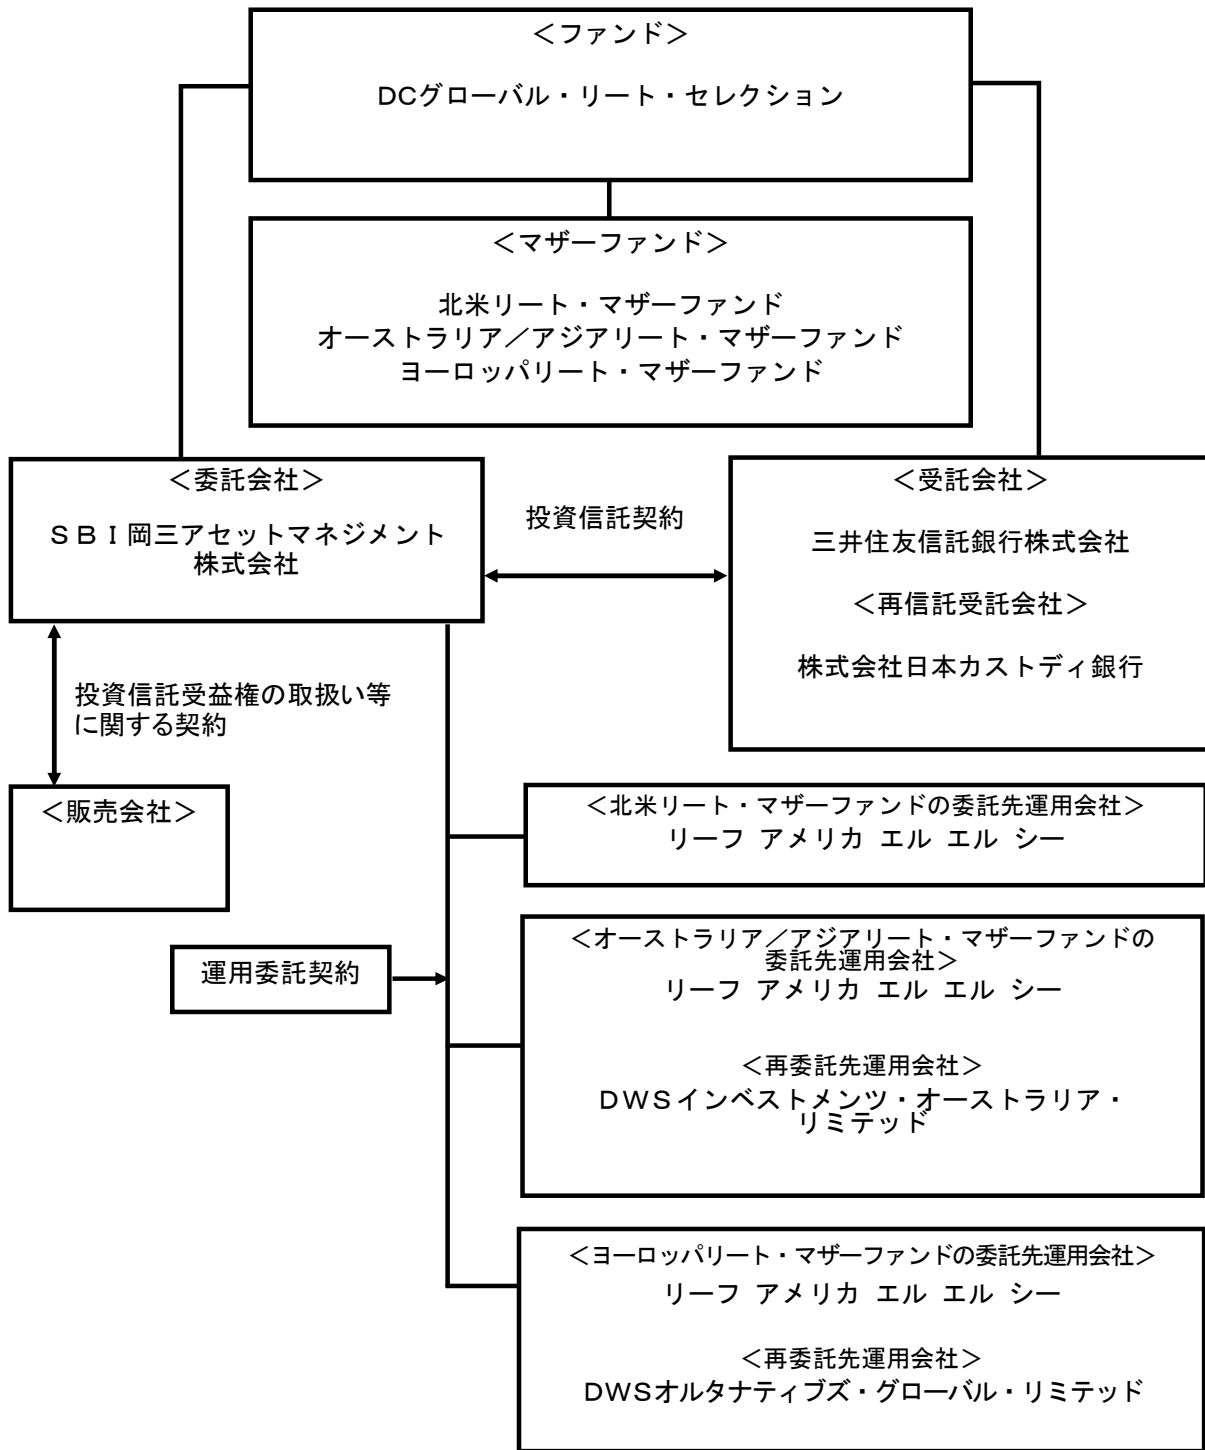 ＜ファンド＞
DCグローバル・リート・セレクション
＜マザーファンド＞
北米リート・マザーファンド
オーストラリア／アジアリート・マザーファンド
ヨーロッパリート・マザーファンド
＜委託会社＞
ＳＢＩ岡三アセットマネジメント
株式会社
投資信託契約
＜受託会社＞
三井住友信託銀行株式会社
＜再信託受託会社＞
株式会社日本カストディ銀行
投資信託受益権の取扱い等
に関する契約
＜販売会社＞
＜北米リート・マザーファンドの委託先運用会社＞
リーフ アメリカ エル エル シー
運用委託契約
＜オーストラリア／アジアリート・マザーファンドの
委託先運用会社＞
リーフ アメリカ エル エル シー
＜再委託先運用会社＞
ＤＷＳインベストメンツ・オーストラリア・
リミテッド
＜ヨーロッパリート・マザーファンドの委託先運用会社＞
リーフ アメリカ エル エル シー
＜再委託先運用会社＞
DWSオルタナティブズ・グローバル・リミテッド